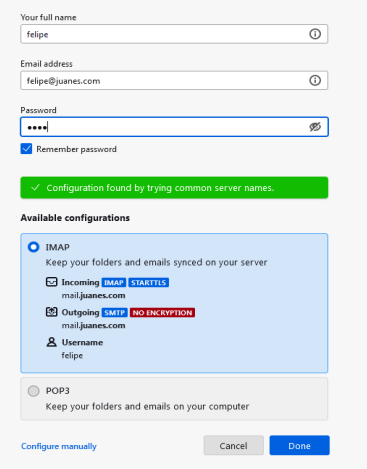 Your full name
felipe
Email address
felipe@juanes.com
Password
••••
Remember password
Configuration found by trying common server names.
Available configurations
IMAP
Keep your folders and emails synced on your server
Incoming IMAP STARTTLS
mail.juanes.com
Outgoing SMTP NO ENCRYPTION
mail.juanes.com
Username
felipe
POP3
Keep your folders and emails on your computer
Configure manually Cancel Done